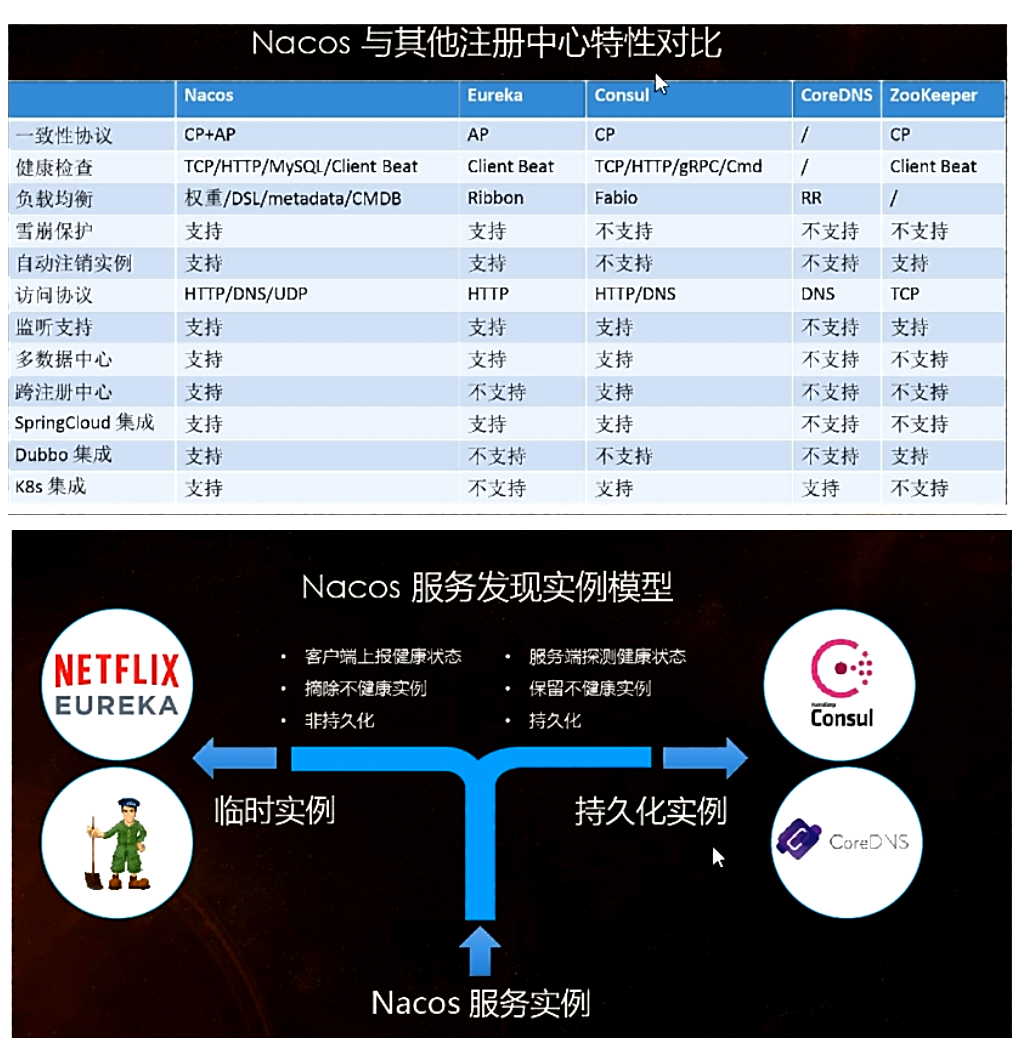 Nacos 与其他注册中心特性对比
Nacos Eureka Consul CoreDNS ZooKeeper
一致性协议 CP+AP AP CP / CP
健康检查 TCP/HTTP/MySQL/Client Beat Client Beat TCP/HTTP/gRPC/Cmd / Client Beat
负载均衡 权重/DSL/metadata/CMDB Ribbon Fabio RR /
雪崩保护 支持 支持 不支持 不支持 不支持
自动注销实例 支持 支持 不支持 不支持 支持
访问协议 HTTP/DNS/UDP HTTP HTTP/DNS DNS TCP
监听支持 支持 支持 支持 不支持 支持
多数据中心 支持 支持 支持 不支持 不支持
跨注册中心 支持 不支持 支持 不支持 不支持
SpringCloud 集成 支持 支持 支持 不支持 不支持
Dubbo 集成 支持 不支持 不支持 不支持 支持
K8s 集成 支持 不支持 支持 支持 不支持
Nacos 服务发现实例模型
NETFLIX
EUREKA
• 客户端上报健康状态
• 摘除不健康实例
• 非持久化
• 服务端探测健康状态
• 保留不健康实例
• 持久化
HashiCorp
Consul
临时实例
持久化实例
CoreDNS
Nacos 服务实例